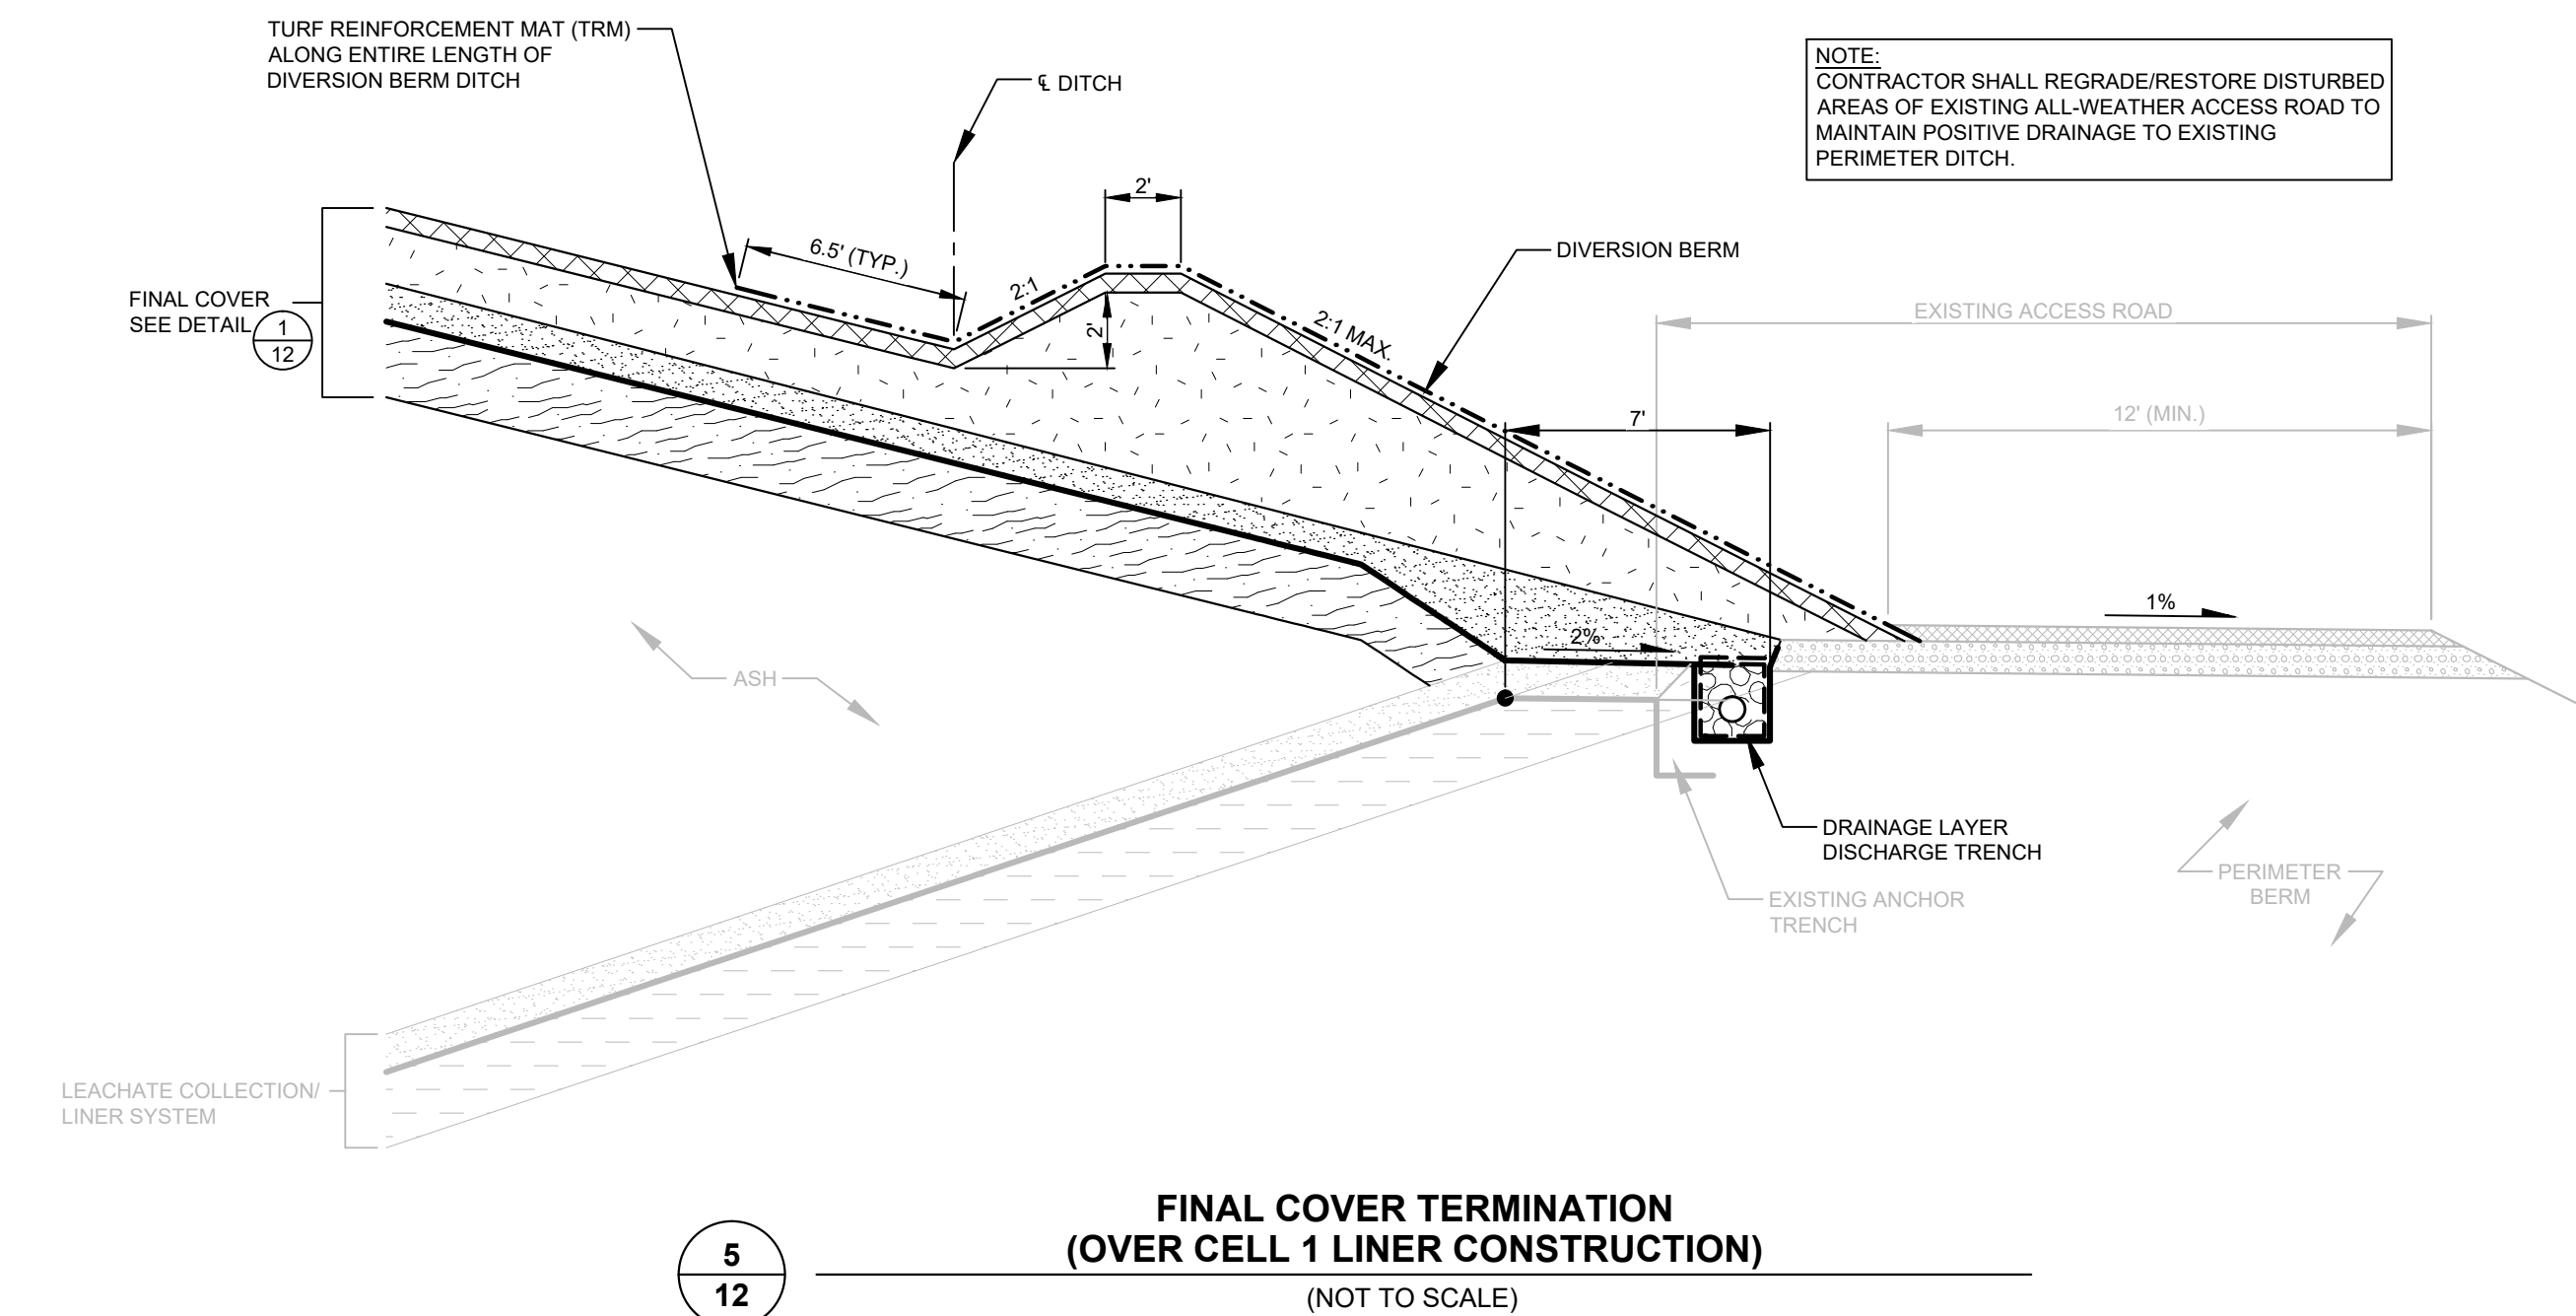 TURF REINFORCEMENT MAT (TRM)
ALONG ENTIRE LENGTH OF
DIVERSION BERM DITCH
℄ DITCH
NOTE:
CONTRACTOR SHALL REGRADE/RESTORE DISTURBED
AREAS OF EXISTING ALL-WEATHER ACCESS ROAD TO
MAINTAIN POSITIVE DRAINAGE TO EXISTING
PERIMETER DITCH.
2'
6.5' (TYP.)
2:1
2'
DIVERSION BERM
FINAL COVER
SEE DETAIL
1
12
2:1 MAX.
EXISTING ACCESS ROAD
7'
12' (MIN.)
1%
2%
ASH
DRAINAGE LAYER
DISCHARGE TRENCH
EXISTING ANCHOR
TRENCH
PERIMETER
BERM
LEACHATE COLLECTION/
LINER SYSTEM
5
12
FINAL COVER TERMINATION
(OVER CELL 1 LINER CONSTRUCTION)
(NOT TO SCALE)